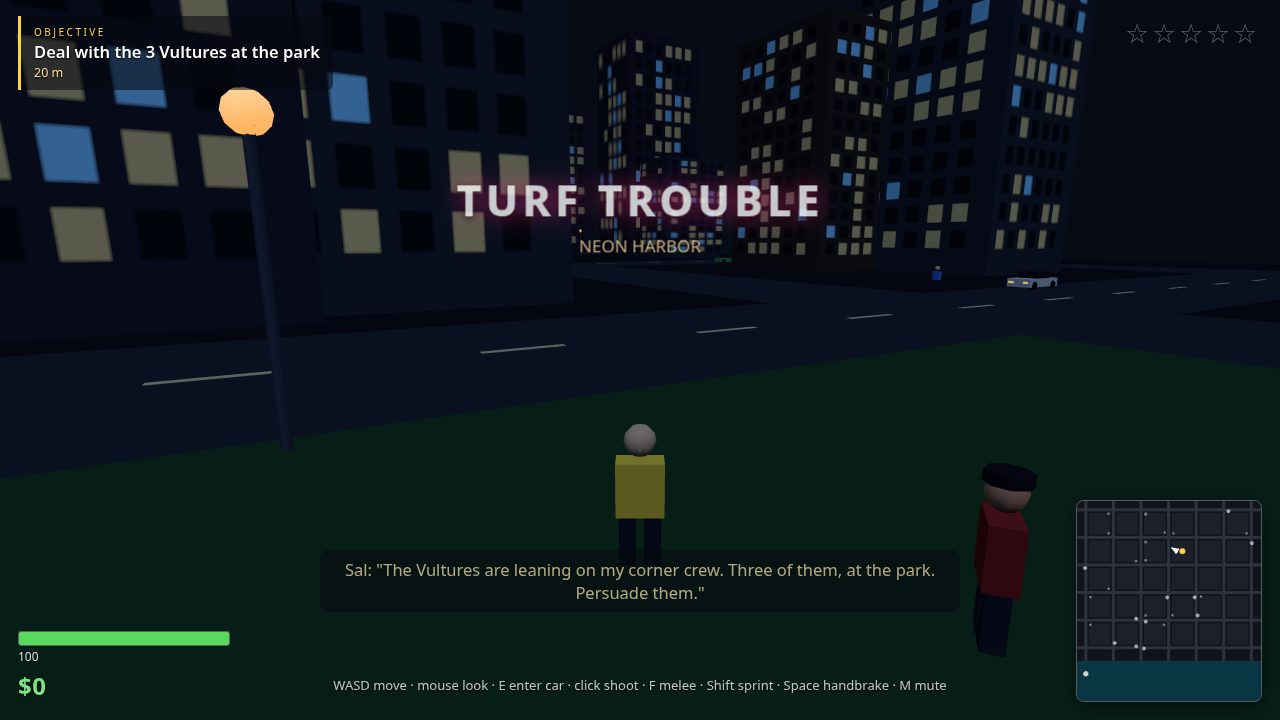 OBJECTIVE
Deal with the 3 Vultures at the park
20 m
☆☆☆☆☆
TURF TROUBLE
NEON HARBOR
Sal: "The Vultures are leaning on my corner crew. Three of them, at the park.
Persuade them."
100
$0
WASD move · mouse look · E enter car · click shoot · F melee · Shift sprint · Space handbrake · M mute